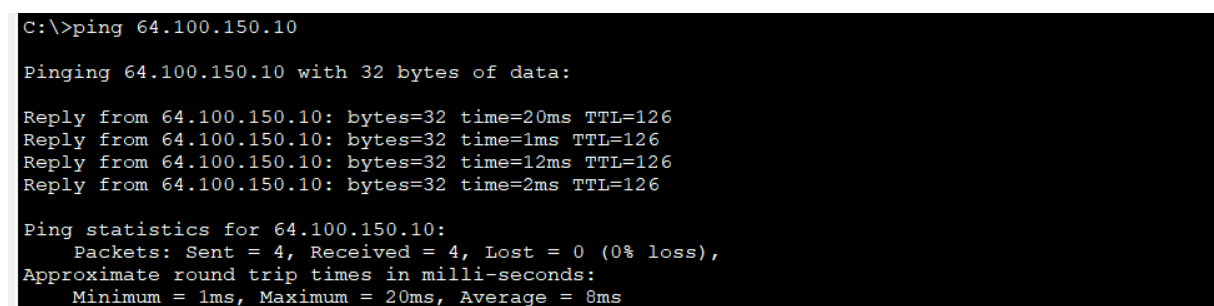 C:\>ping 64.100.150.10
Pinging 64.100.150.10 with 32 bytes of data:
Reply from 64.100.150.10: bytes=32 time=20ms TTL=126
Reply from 64.100.150.10: bytes=32 time=1ms TTL=126
Reply from 64.100.150.10: bytes=32 time=12ms TTL=126
Reply from 64.100.150.10: bytes=32 time=2ms TTL=126
Ping statistics for 64.100.150.10:
Packets: Sent = 4, Received = 4, Lost = 0 (0% loss),
Approximate round trip times in milli-seconds:
Minimum = 1ms, Maximum = 20ms, Average = 8ms